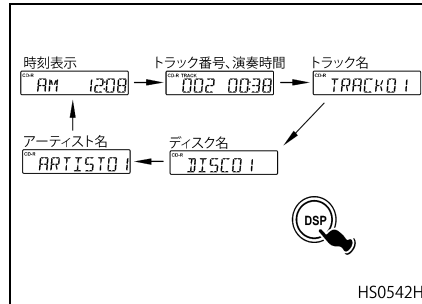 時刻表示
CD-R
AM 12:08
トラック番号、演奏時間
CD-R TRACK
002 00:38
トラック名
CD-R
TRACK01
アーティスト名
CD-R
ARTIST01
ディスク名
CD-R
DISC01
DSP
HS0542H